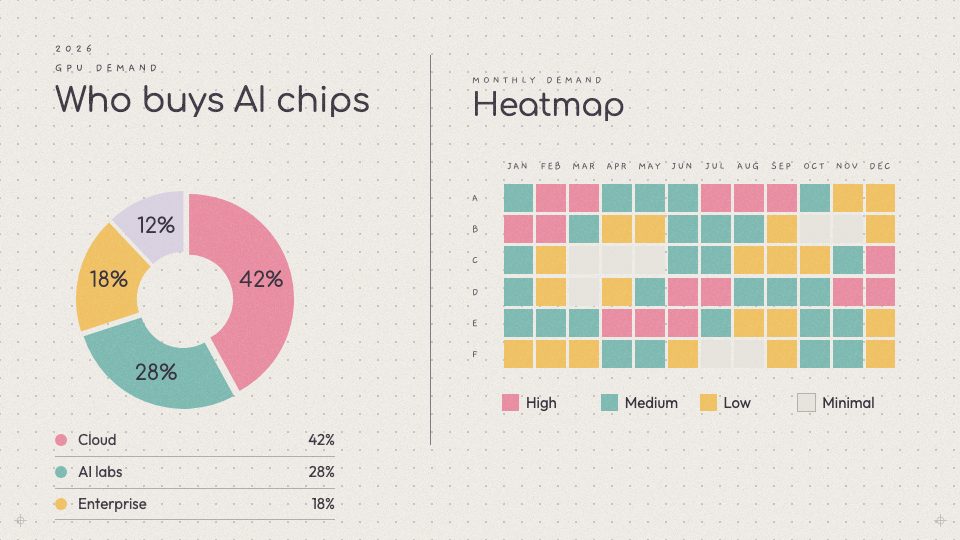 2026
GPU DEMAND
Who buys AI chips
12%
18%
42%
28%
Cloud 42%
AI labs 28%
Enterprise 18%
MONTHLY DEMAND
Heatmap
JAN FEB MAR APR MAY JUN JUL AUG SEP OCT NOV DEC
A
B
C
D
E
F
High Medium Low Minimal